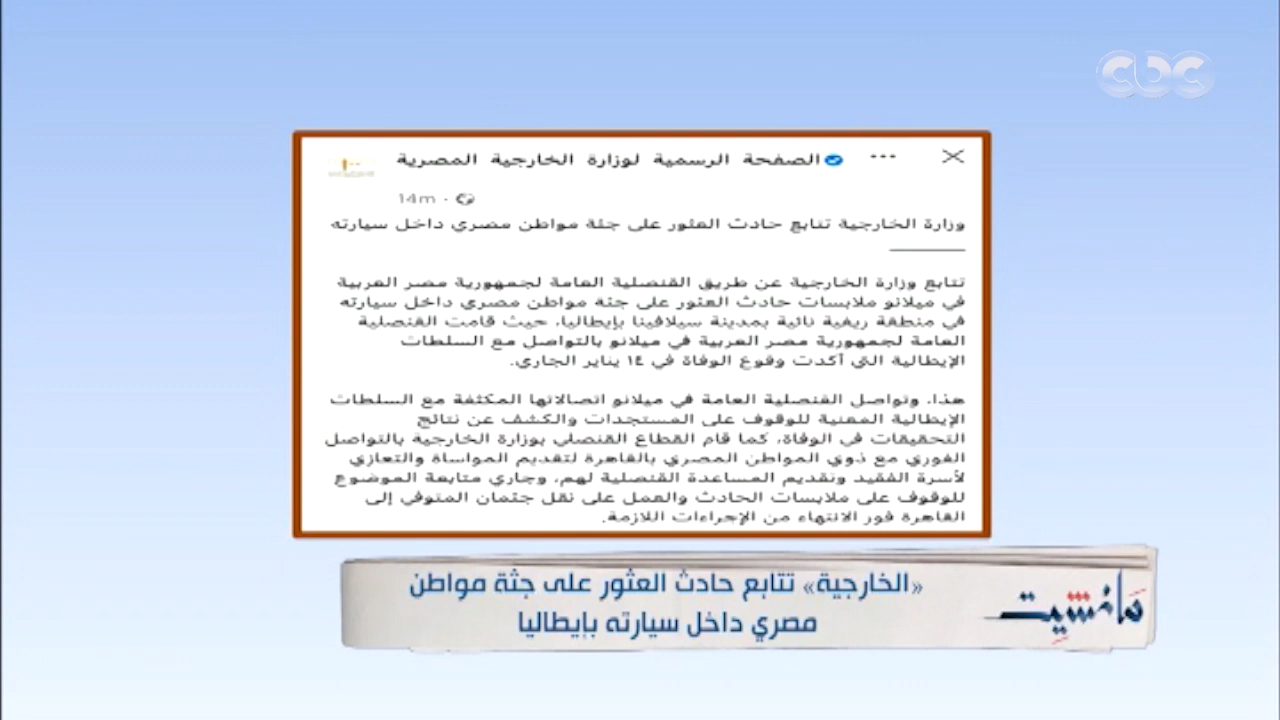 cbc
الصفحة الرسمية لوزارة الخارجية المصرية
14m
وزارة الخارجية تتابع حادث العثور على جثة مواطن مصري داخل سيارته
تتابع وزارة الخارجية عن طريق القنصلية العامة لجمهورية مصر العربية
في ميلانو ملابسات حادث العثور على جثة مواطن مصري داخل سيارته
في منطقة ريفية نائية بمدينة سيلافينا بإيطاليا، حيث قامت القنصلية
العامة لجمهورية مصر العربية في ميلانو بالتواصل مع السلطات
الإيطالية التي أكدت وقوع الوفاة في ١٤ يناير الجاري.
هذا، وتواصل القنصلية العامة في ميلانو اتصالاتها المكثفة مع السلطات
الإيطالية المعنية للوقوف على المستجدات والكشف عن نتائج
التحقيقات في الوفاة، كما قام القطاع القنصلي بوزارة الخارجية بالتواصل
الفوري مع ذوي المواطن المصري بالقاهرة لتقديم المواساة والتعازي
لأسرة الفقيد وتقديم المساعدة القنصلية لهم، وجاري متابعة الموضوع
للوقوف على ملابسات الحادث والعمل على نقل جثمان المتوفي إلى
القاهرة فور الانتهاء من الإجراءات اللازمة.
«الخارجية» تتابع حادث العثور على جثة مواطن
مصري داخل سيارته بإيطاليا
مانشيت